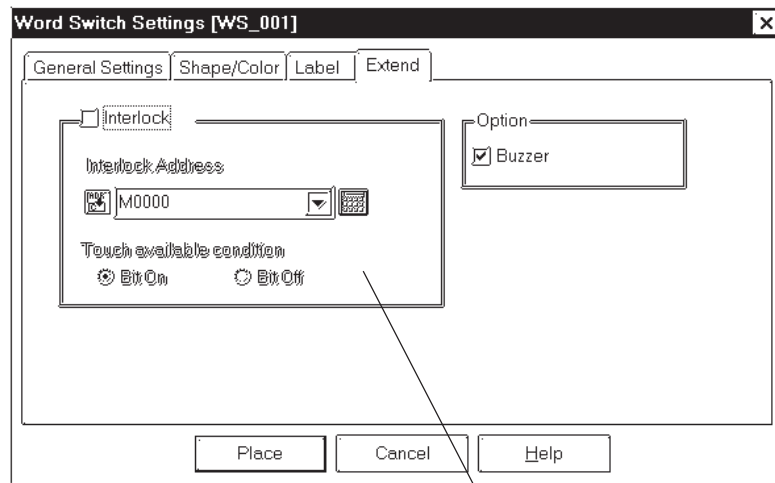 Word Switch Settings [WS_001]
General Settings Shape/Color Label Extend
Interlock
Interlock Address
M0000
Touch available condition
Bit On Bit Off
Option
Buzzer
Place Cancel Help